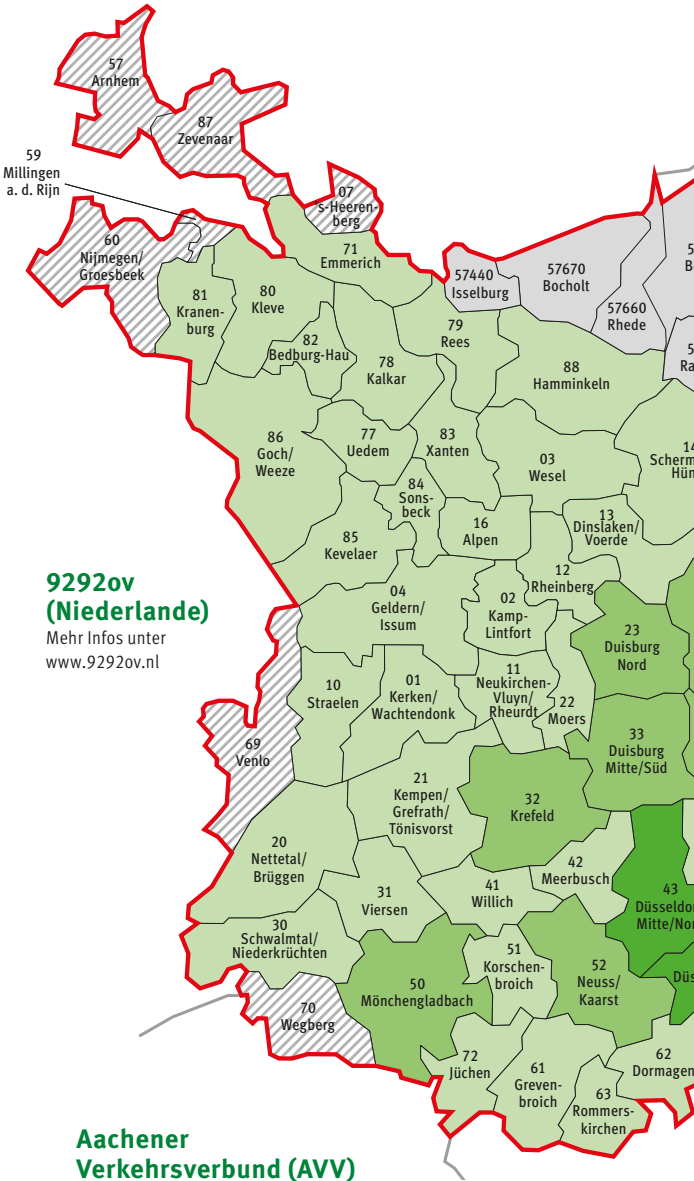 57
Arnhem
87
Zevenaar
59
Millingen
a. d. Rijn
07
's-Heeren-
berg
60
Nijmegen/
Groesbeek
71
Emmerich
57440
Isselburg
57670
Bocholt
57660
Rhede
81
Kranen-
burg
80
Kleve
82
Bedburg-Hau
79
Rees
78
Kalkar
88
Hamminkeln
86
Goch/
Weeze
77
Uedem
83
Xanten
03
Wesel
84
Sons-
beck
16
Alpen
13
Dinslaken/
Voerde
85
Kevelaer
12
Rheinberg
9292ov
(Niederlande)
Mehr Infos unter
www.9292ov.nl
04
Geldern/
Issum
02
Kamp-
Lintfort
23
Duisburg
Nord
10
Straelen
01
Kerken/
Wachtendonk
11
Neukirchen-
Vluyn/
Rheurdt
22
Moers
69
Venlo
33
Duisburg
Mitte/Süd
21
Kempen/
Grefrath/
Tönisvorst
32
Krefeld
20
Nettetal/
Brüggen
42
Meerbusch
31
Viersen
41
Willich
43
30
Schwalmtal/
Niederkrüchten
51
Korschen-
broich
50
Mönchengladbach
52
Neuss/
Kaarst
70
Wegberg
72
Jüchen
61
Greven-
broich
62
Dormagen
63
Rommers-
kirchen
Aachener
Verkehrsverbund (AVV)